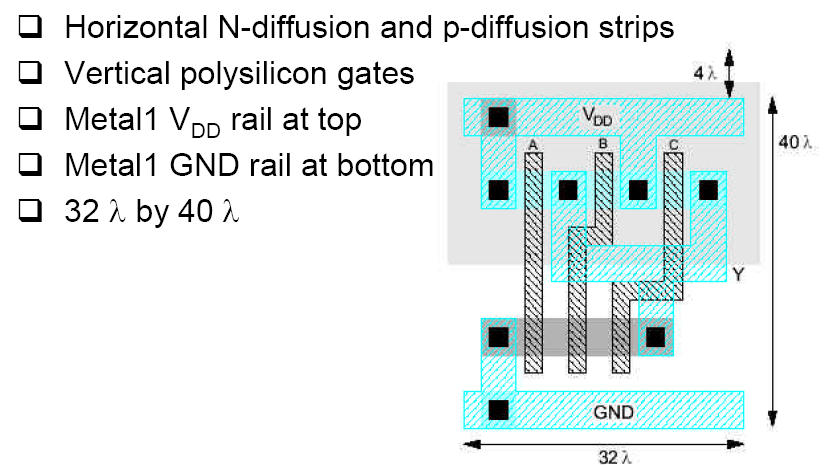 Horizontal N-diffusion and p-diffusion strips
Vertical polysilicon gates
Metal1 VDD rail at top
Metal1 GND rail at bottom
32 λ by 40 λ
4 λ
VDD
A
B
C
40 λ
Y
GND
32 λ